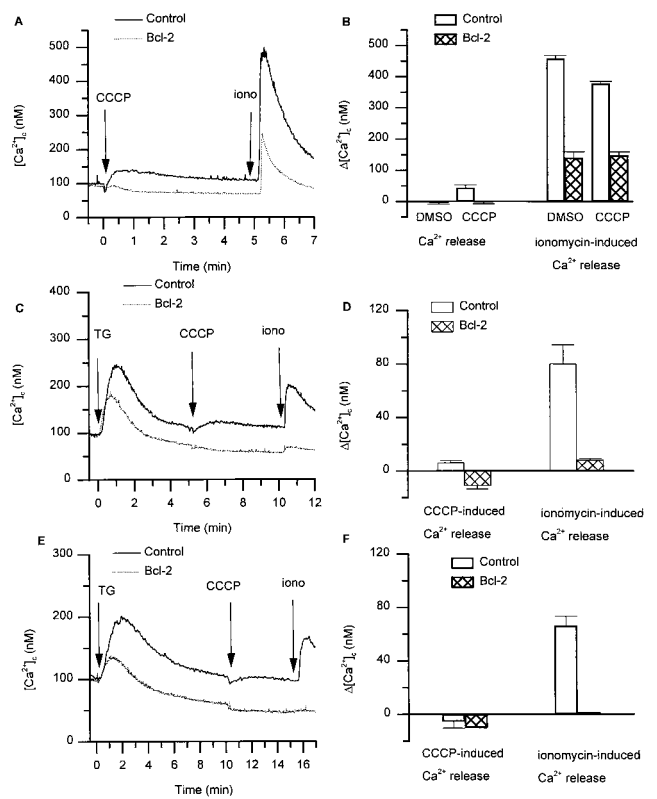 A
Control
Bcl-2
500
400
300
200
100
0
[Ca2+]c (nM)
CCCP
iono
0 1 2 3 4 5 6 7
Time (min)
B
Control
Bcl-2
500
400
300
200
100
0
Δ[Ca2+]c (nM)
DMSO CCCP DMSO CCCP
Ca2+ release
ionomycin-induced
Ca2+ release
C
Control
Bcl-2
400
300
200
100
0
[Ca2+]c (nM)
TG
CCCP
iono
0 2 4 6 8 10 12
Time (min)
D
Control
Bcl-2
120
80
40
0
Δ[Ca2+]c (nM)
CCCP-induced
Ca2+ release
ionomycin-induced
Ca2+ release
E
Control
Bcl-2
300
200
100
0
[Ca2+]c (nM)
TG
CCCP
iono
0 2 4 6 8 10 12 14 16
Time (min)
F
Control
Bcl-2
120
80
40
0
Δ[Ca2+]c (nM)
CCCP-induced
Ca2+ release
ionomycin-induced
Ca2+ release